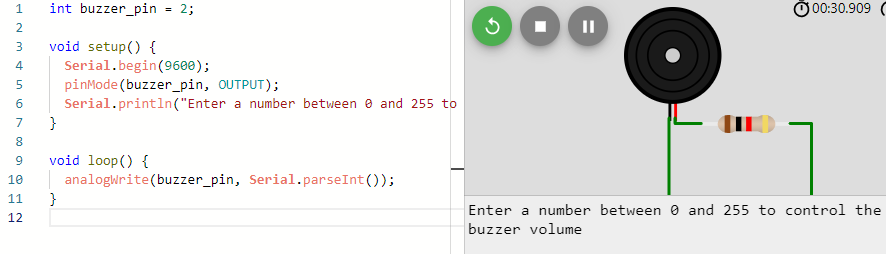 1 int buzzer_pin = 2;
2
3 void setup() {
4 Serial.begin(9600);
5 pinMode(buzzer_pin, OUTPUT);
6 Serial.println("Enter a number between 0 and 255 to
7 }
8
9 void loop() {
10 analogWrite(buzzer_pin, Serial.parseInt());
11 }
12
00:30.909
Enter a number between 0 and 255 to control the
buzzer volume